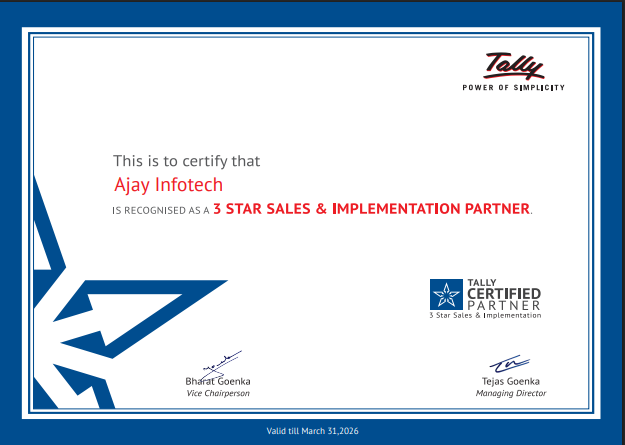 Tally
POWER OF SIMPLICITY
This is to certify that
Ajay Infotech
IS RECOGNISED AS A 3 STAR SALES & IMPLEMENTATION PARTNER.
TALLY
CERTIFIED
PARTNER
3 Star Sales & Implementation
Bharat Goenka
Vice Chairperson
Tejas Goenka
Managing Director
Valid till March 31,2026